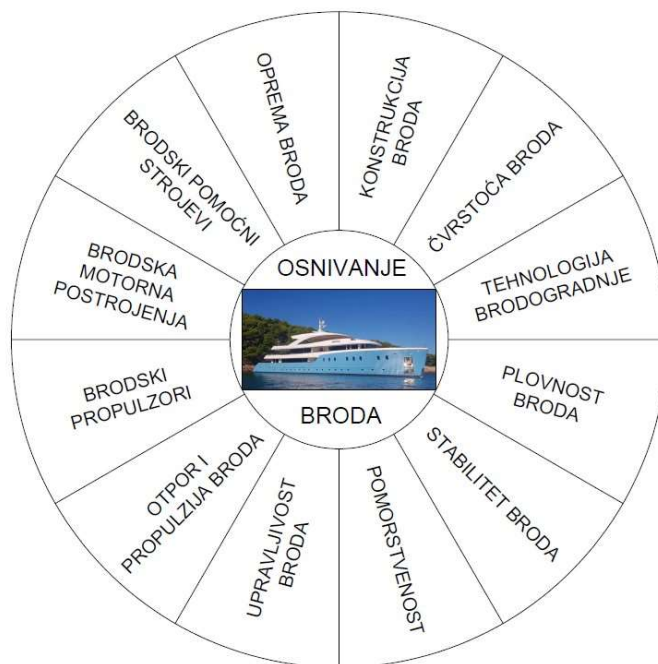 OSNIVANJE
BRODA
KONSTRUKCIJA
BRODA
ČVRSTOĆA BRODA
TEHNOLOGIJA
BRODOGRADNJE
PLOVNOST
BRODA
STABILITET BRODA
POMORSTVENOST
UPRAVLJIVOST
BRODA
OTPOR I
PROPULZIJA BRODA
BRODSKI
PROPULZORI
BRODSKA
MOTORNA
POSTROJENJA
BRODSKI POMOĆNI
STROJEVI
OPREMA BRODA